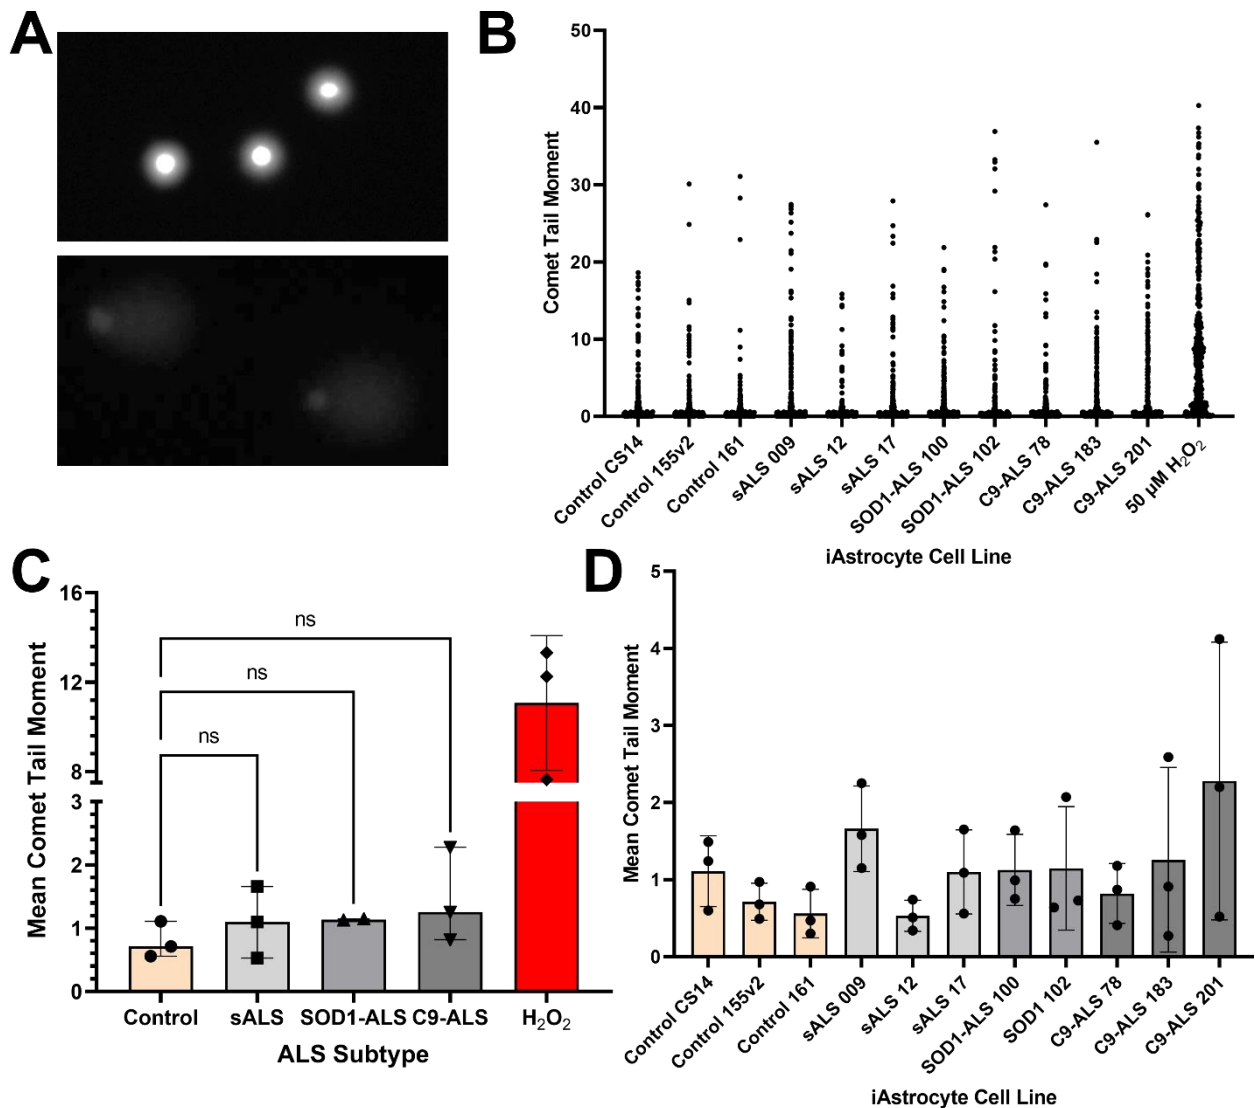 A
B
50
40
30
20
10
0
Comet Tail Moment
Control CS14
Control 155v2
Control 161
sALS 009
sALS 12
sALS 17
SOD1-ALS 100
SOD1-ALS 102
C9-ALS 78
C9-ALS 183
C9-ALS 201
50 µM H₂O₂
iAstrocyte Cell Line
C
16
12
8
3
2
1
0
Mean Comet Tail Moment
ns
ns
ns
Control
sALS
SOD1-ALS
C9-ALS
H₂O₂
ALS Subtype
D
5
4
3
2
1
0
Mean Comet Tail Moment
Control CS14
Control 155v2
Control 161
sALS 009
sALS 12
sALS 17
SOD1-ALS 100
SOD1 102
C9-ALS 78
C9-ALS 183
C9-ALS 201
iAstrocyte Cell Line